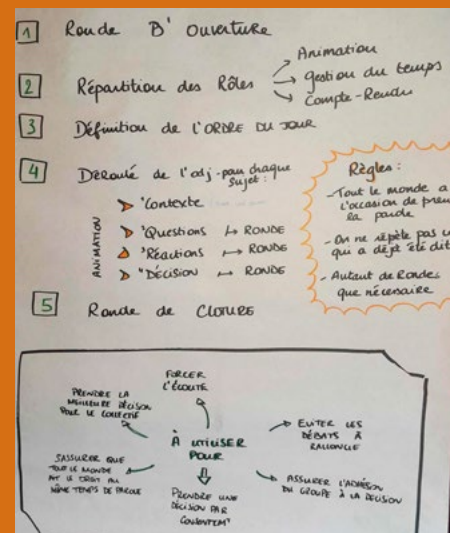 1 Ronde D'Ouverture
2 Répartition des Rôles
Animation
gestion du temps
Compte-Rendu
3 Définition de l'ORDRE DU JOUR
4 Déroulé de l'odj - pour chaque
sujet :
ANIMATION
'Contexte
'Questions ↦ RONDE
'Réactions ↦ RONDE
"DÉCISION ↦ RONDE
Règles :
- Tout le monde a
l'occasion de
la parole
- On ne répète pas
qui a déjà été dit
- Autant de Rondes
que nécessaire
5 Ronde de CLOTURE
FORCER
L'ÉCOUTE
PRENDRE LA
MEILLEURE DÉCISION
POUR LE COLLECTIF
À UTILISER
POUR
ÉVITER LES
DÉBATS À
RALLONGE
S'ASSURER QUE
TOUT LE MONDE
AIT LE DROIT AU
MÊME TEMPS DE PAROLE
PRENDRE UNE
DÉCISION PAR
ASSURER L'ADHÉSION
DU GROUPE À LA DÉCISION